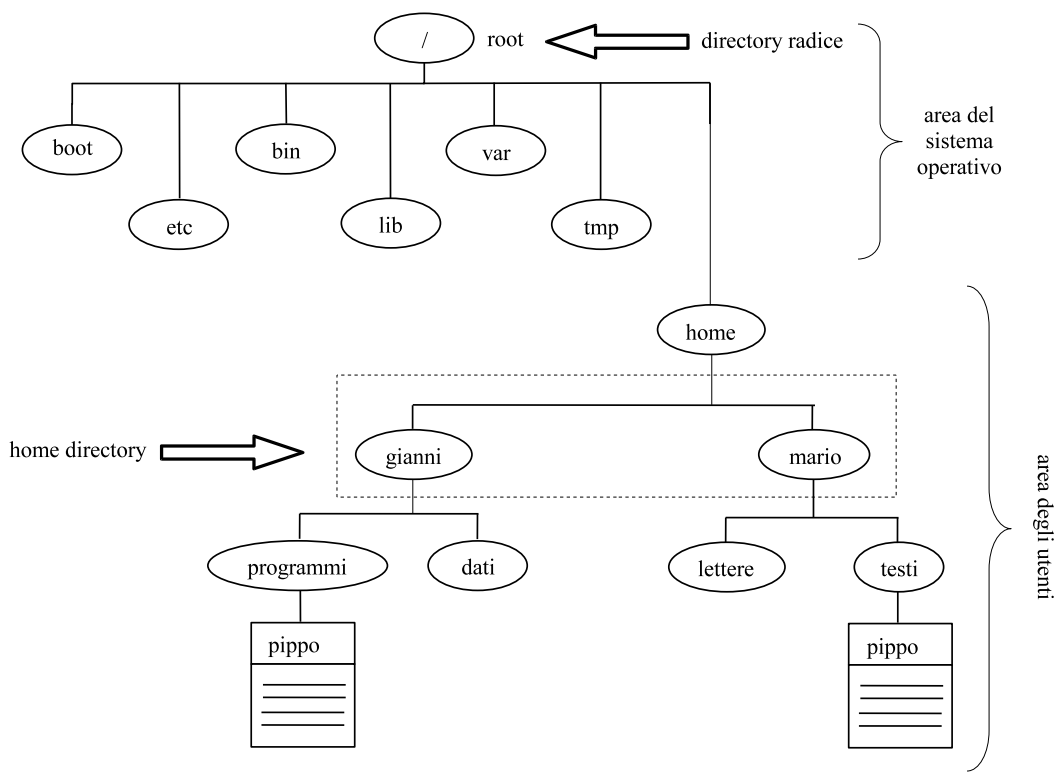 /
root
directory radice
area del
sistema
operativo
boot
bin
var
etc
lib
tmp
home
home directory
gianni
mario
area degli utenti
programmi
dati
lettere
testi
pippo
pippo